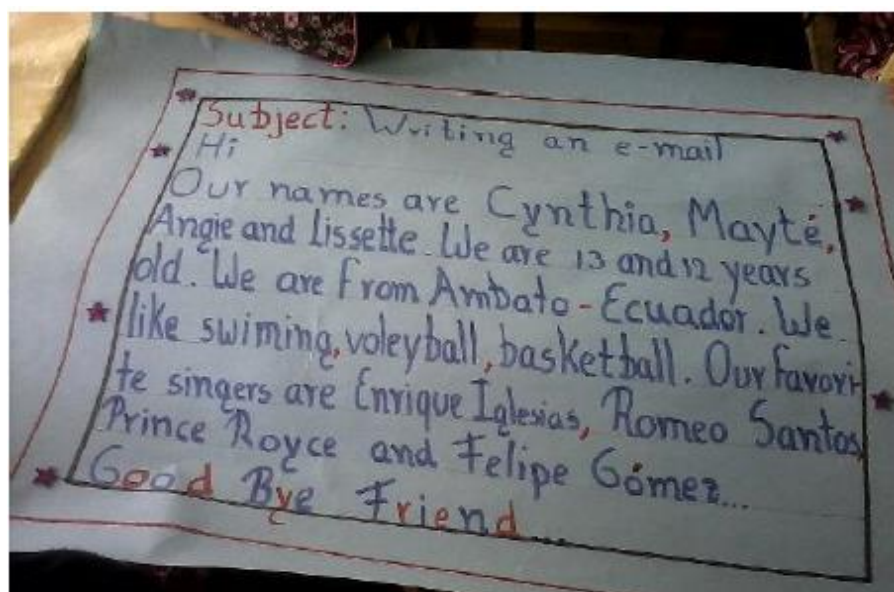 Subject: Writing an e-mail
Hi
Our names are Cynthia, Mayté,
Angie and Lissette. We are 13 and 12 years
old. We are from Ambato-Ecuador. We
like swiming, voleyball, basketball. Our favori-
te singers are Enrique Iglesias, Romeo Santos,
Prince Royce and Felipe Gómez...
Good Bye Friend...